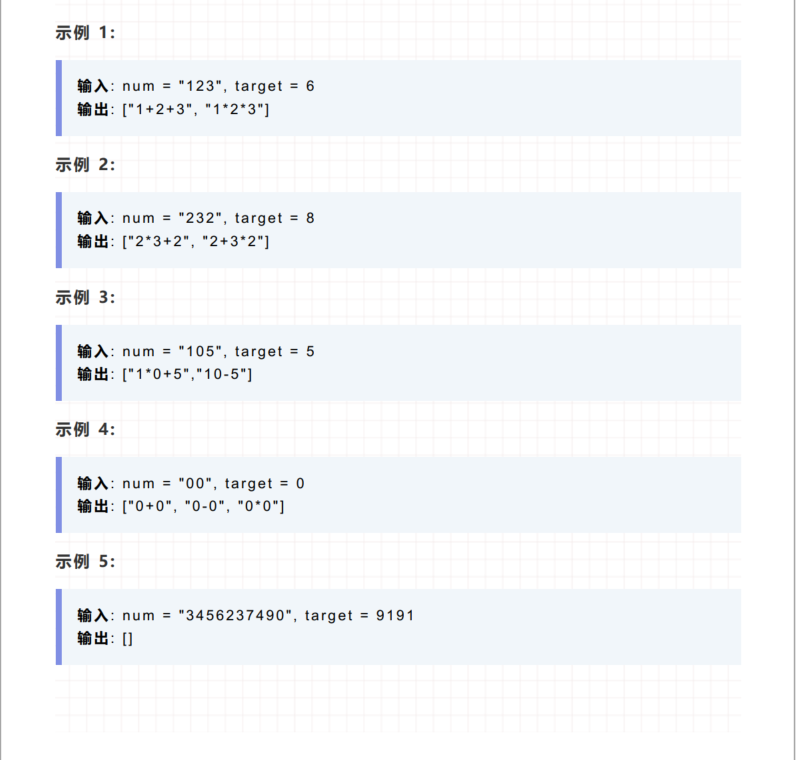 示例 1:
输入: num = "123", target = 6
输出: ["1+2+3", "1*2*3"]
示例 2:
输入: num = "232", target = 8
输出: ["2*3+2", "2+3*2"]
示例 3:
输入: num = "105", target = 5
输出: ["1*0+5","10-5"]
示例 4:
输入: num = "00", target = 0
输出: ["0+0", "0-0", "0*0"]
示例 5:
输入: num = "3456237490", target = 9191
输出: []